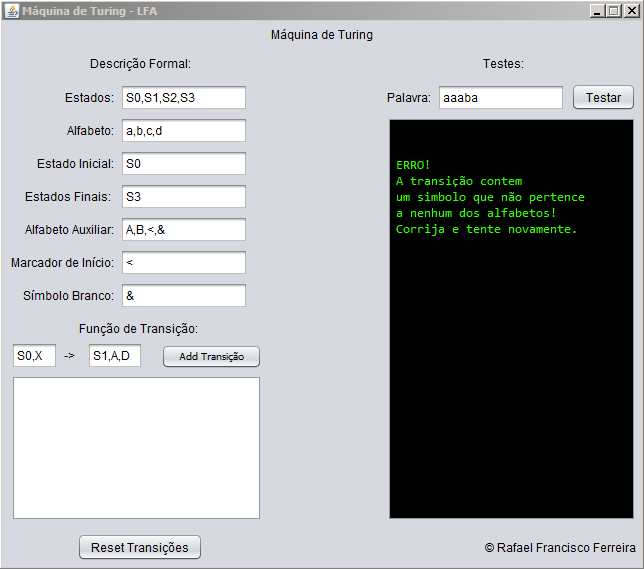 Máquina de Turing - LFA
Máquina de Turing
Descrição Formal:
Estados: S0,S1,S2,S3
Alfabeto: a,b,c,d
Estado Inicial: S0
Estados Finais: S3
Alfabeto Auxiliar: A,B,<,&
Marcador de Início: <
Símbolo Branco: &
Função de Transição:
S0,X -> S1,A,D Add Transição
Reset Transições
Testes:
Palavra: aaaba Testar
ERRO!
A transição contem
um simbolo que não pertence
a nenhum dos alfabetos!
Corrija e tente novamente.
© Rafael Francisco Ferreira